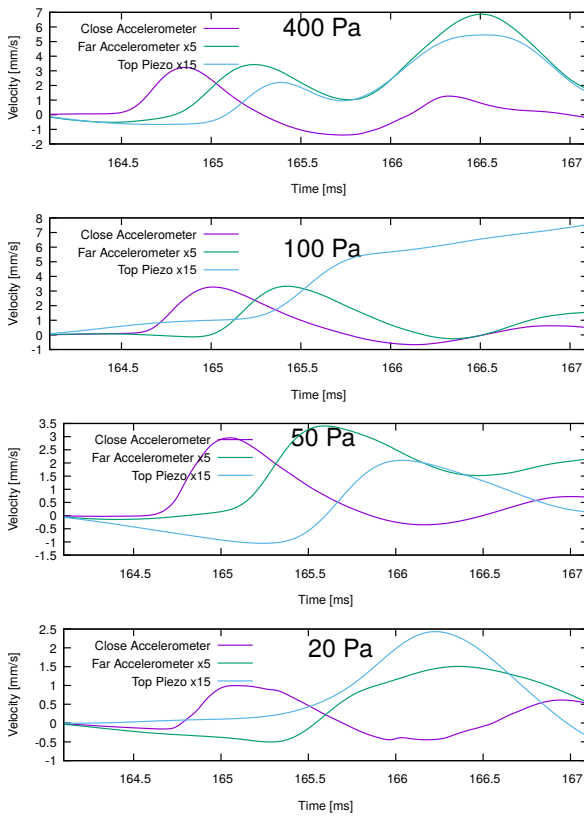 400 Pa
Close Accelerometer
Far Accelerometer x5
Top Piezo x15
Velocity [mm/s]
7
6
5
4
3
2
1
0
-1
-2
164.5 165 165.5 166 166.5 167
Time [ms]
100 Pa
Close Accelerometer
Far Accelerometer x5
Top Piezo x15
Velocity [mm/s]
8
7
6
5
4
3
2
1
0
-1
164.5 165 165.5 166 166.5 167
Time [ms]
50 Pa
Close Accelerometer
Far Accelerometer x5
Top Piezo x15
Velocity [mm/s]
3.5
3
2.5
2
1.5
1
0.5
0
-0.5
-1
-1.5
164.5 165 165.5 166 166.5 167
Time [ms]
20 Pa
Close Accelerometer
Far Accelerometer x5
Top Piezo x15
Velocity [mm/s]
2.5
2
1.5
1
0.5
0
-0.5
-1
164.5 165 165.5 166 166.5 167
Time [ms]